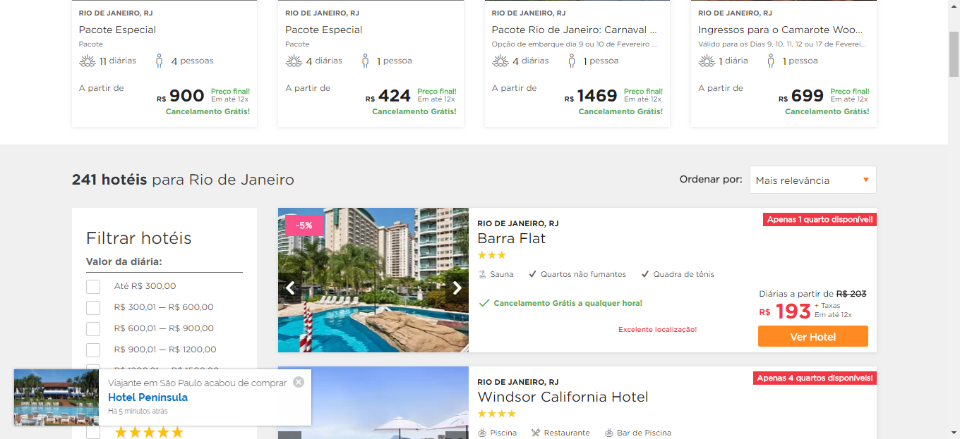 RIO DE JANEIRO, RJ
Pacote Especial
Pacote
11 diárias
4 pessoas
A partir de
R$ 900
Preço final!
Em até 12x
Cancelamento Grátis!
RIO DE JANEIRO, RJ
Pacote Especial
Pacote
4 diárias
1 pessoa
A partir de
R$ 424
Preço final!
Em até 12x
Cancelamento Grátis!
RIO DE JANEIRO, RJ
Pacote Rio de Janeiro: Carnaval ...
Opção de embarque dia 9 ou 10 de Fevereiro ...
4 diárias
1 pessoa
A partir de
R$ 1469
Preço final!
Em até 12x
Cancelamento Grátis!
RIO DE JANEIRO, RJ
Ingressos para o Camarote Woo...
Válido para os Dias 9, 10, 11, 12 ou 17 de Feverei...
1 diária
1 pessoa
A partir de
R$ 699
Preço final!
Em até 12x
Cancelamento Grátis!
241 hotéis para Rio de Janeiro
Ordenar por:
Mais relevância
Filtrar hotéis
Valor da diária:
Até R$ 300,00
R$ 300,01 — R$ 600,00
R$ 600,01 — R$ 900,00
R$ 900,01 — R$ 1200,00
Viajante em São Paulo acabou de comprar
Hotel Península
Há 5 minutos atrás
-5%
RIO DE JANEIRO, RJ
Apenas 1 quarto disponível!
Barra Flat
Sauna
Quartos não fumantes
Quadra de tênis
Cancelamento Grátis a qualquer hora!
Excelente localização!
Diárias a partir de R$ 203
R$ 193
+ Taxas
Em até 12x
Ver Hotel
RIO DE JANEIRO, RJ
Apenas 4 quartos disponíveis!
Windsor California Hotel
Piscina
Restaurante
Bar de Piscina